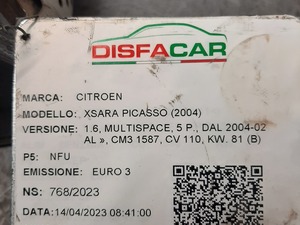 DISFACAR
MARCA: CITROEN
MODELLO: XSARA PICASSO (2004)
VERSIONE: 1.6, MULTISPACE, 5 P., DAL 2004-02
AL », CM3 1587, CV 110, KW. 81 (B)
P5: NFU
EMISSIONE: EURO 3
NS: 768/2023
DATA:14/04/2023 08:41:00